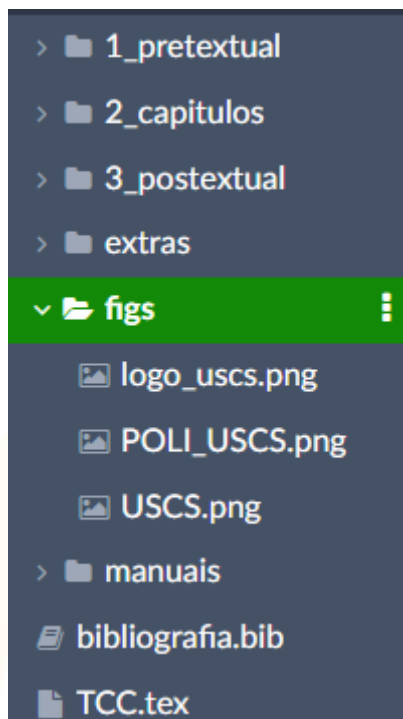 1_pretextual
2_capitulos
3_postextual
extras
figs
logo_uscs.png
POLI_USCS.png
USCS.png
manuais
bibliografia.bib
TCC.tex